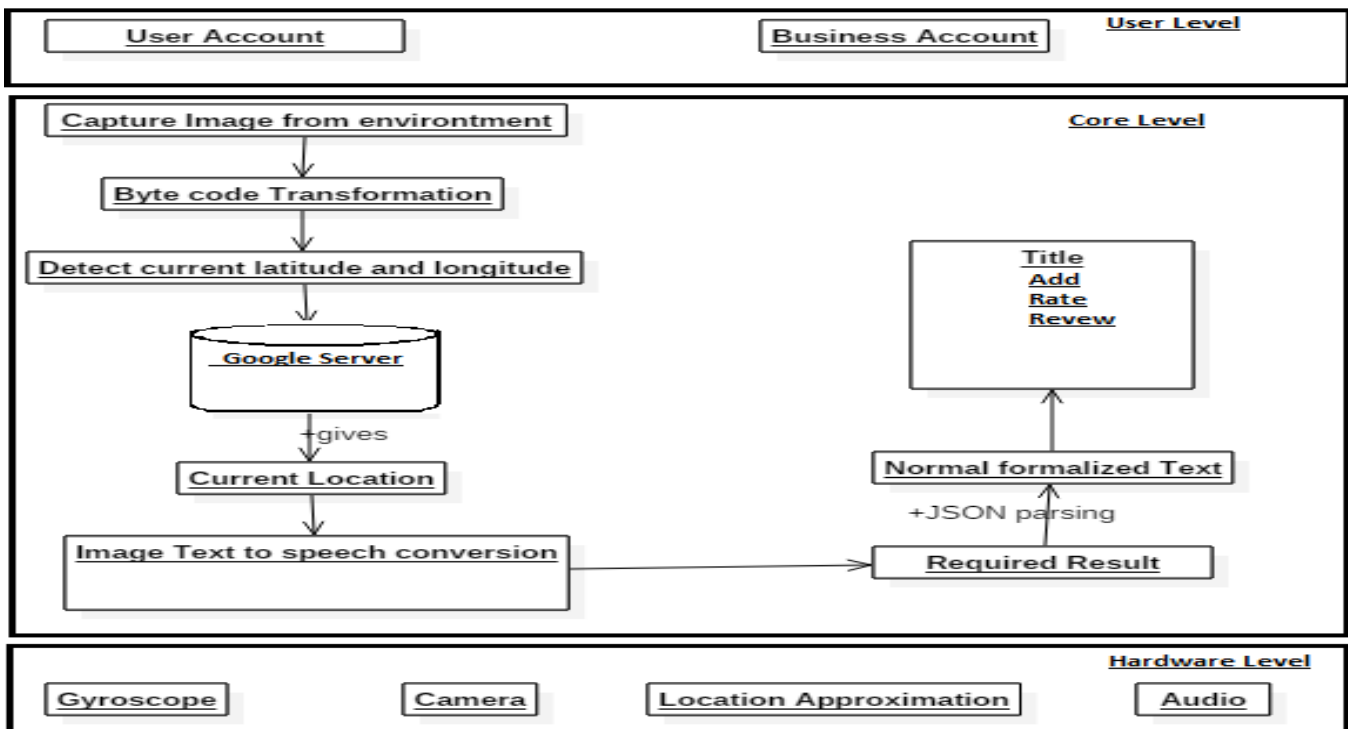 User Account
Business Account
User Level
Capture Image from environtment
Core Level
Byte code Transformation
Detect current latitude and longitude
Google Server
+gives
Current Location
Image Text to speech conversion
Title
Add
Rate
Revew
Normal formalized Text
+JSON parsing
Required Result
Hardware Level
Gyroscope
Camera
Location Approximation
Audio